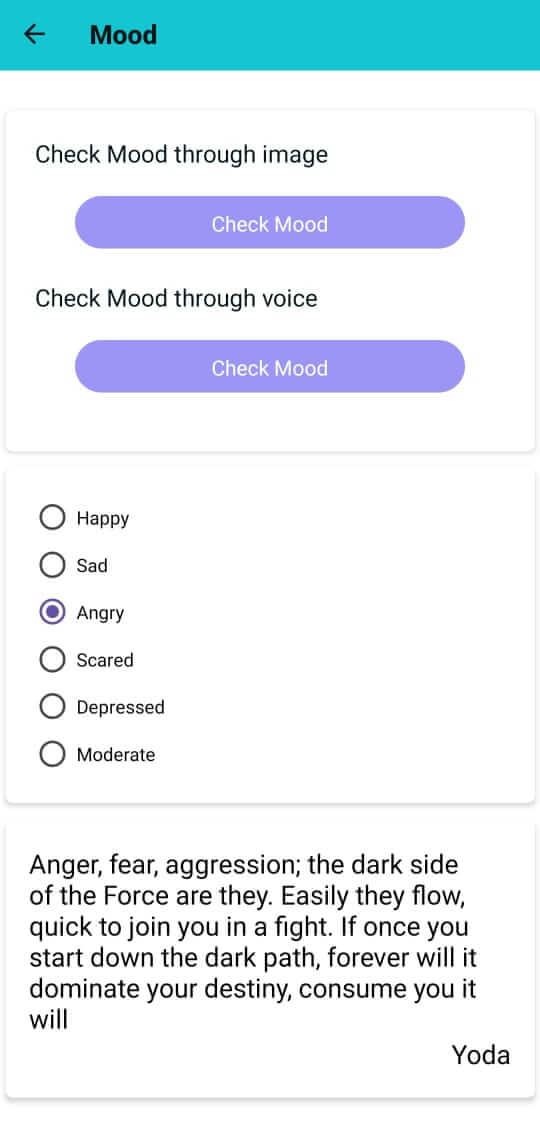 Mood
Check Mood through image
Check Mood
Check Mood through voice
Check Mood
Happy
Sad
Angry
Scared
Depressed
Moderate
Anger, fear, aggression; the dark side
of the Force are they. Easily they flow,
quick to join you in a fight. If once you
start down the dark path, forever will it
dominate your destiny, consume you it
will
Yoda